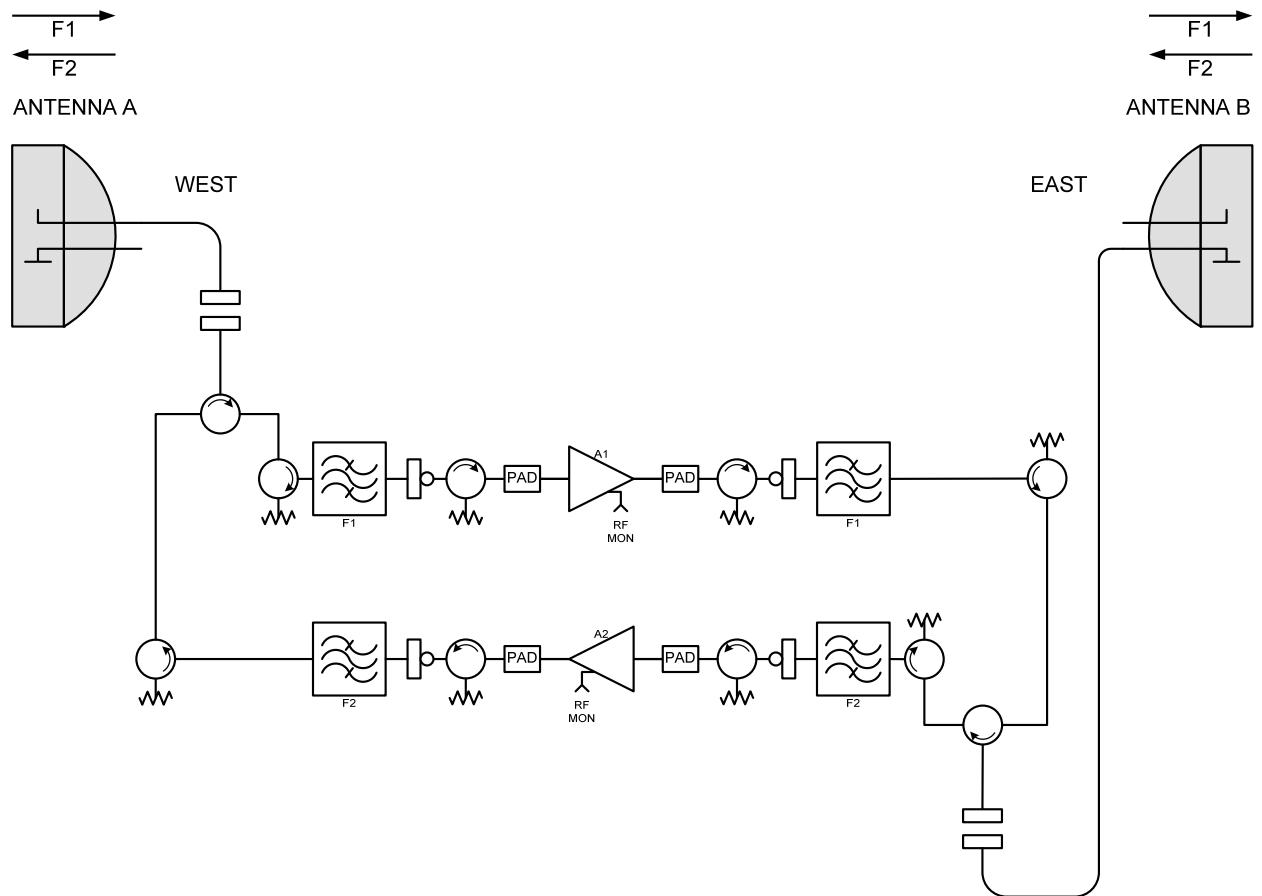 F1
F2
ANTENNA A
WEST
F1
F2
ANTENNA B
EAST
F1
PAD
A1
RF
MON
PAD
F1
F2
PAD
A2
RF
MON
PAD
F2